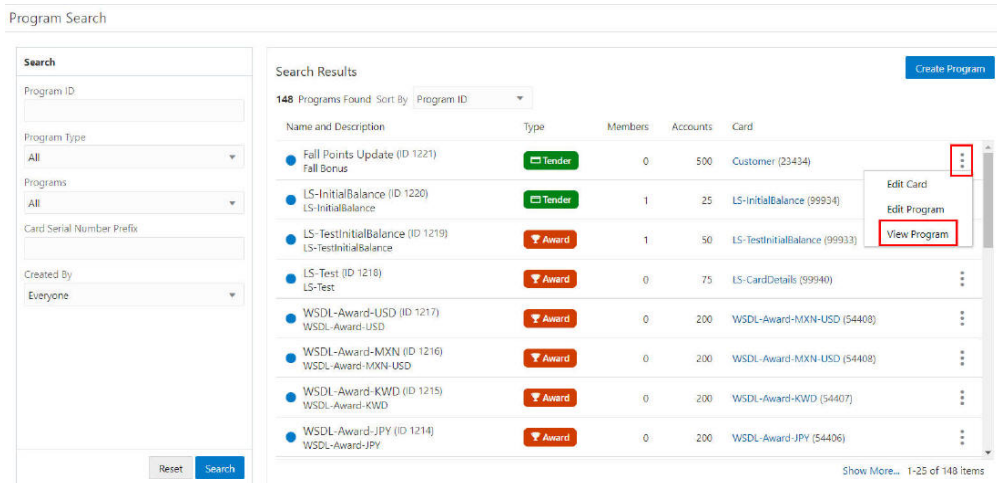 Program Search
Search
Program ID
Program Type
All
Programs
All
Card Serial Number Prefix
Created By
Everyone
Reset Search
Search Results
Create Program
148 Programs Found Sort By Program ID
Name and Description Type Members Accounts Card
Fall Points Update (ID 1221) Tender 0 500 Customer (23434)
Fall Bonus
Edit Card
Edit Program
View Program
LS-InitialBalance (ID 1220) Tender 1 25 LS-InitialBalance (99934)
LS-InitialBalance
LS-TestInitialBalance (ID 1219) Award 1 50 LS-TestInitialBalance (99933)
LS-TestInitialBalance
LS-Test (ID 1218) Award 0 75 LS-CardDetails (99940)
LS-Test
WSDL-Award-USD (ID 1217) Award 0 200 WSDL-Award-MXN-USD (54408)
WSDL-Award-USD
WSDL-Award-MXN (ID 1216) Award 0 200 WSDL-Award-MXN-USD (54408)
WSDL-Award-MXN-USD
WSDL-Award-KWD (ID 1215) Award 0 200 WSDL-Award-KWD (54407)
WSDL-Award-KWD
WSDL-Award-JPY (ID 1214) Award 0 200 WSDL-Award-JPY (54406)
WSDL-Award-JPY
Show More... 1-25 of 148 items